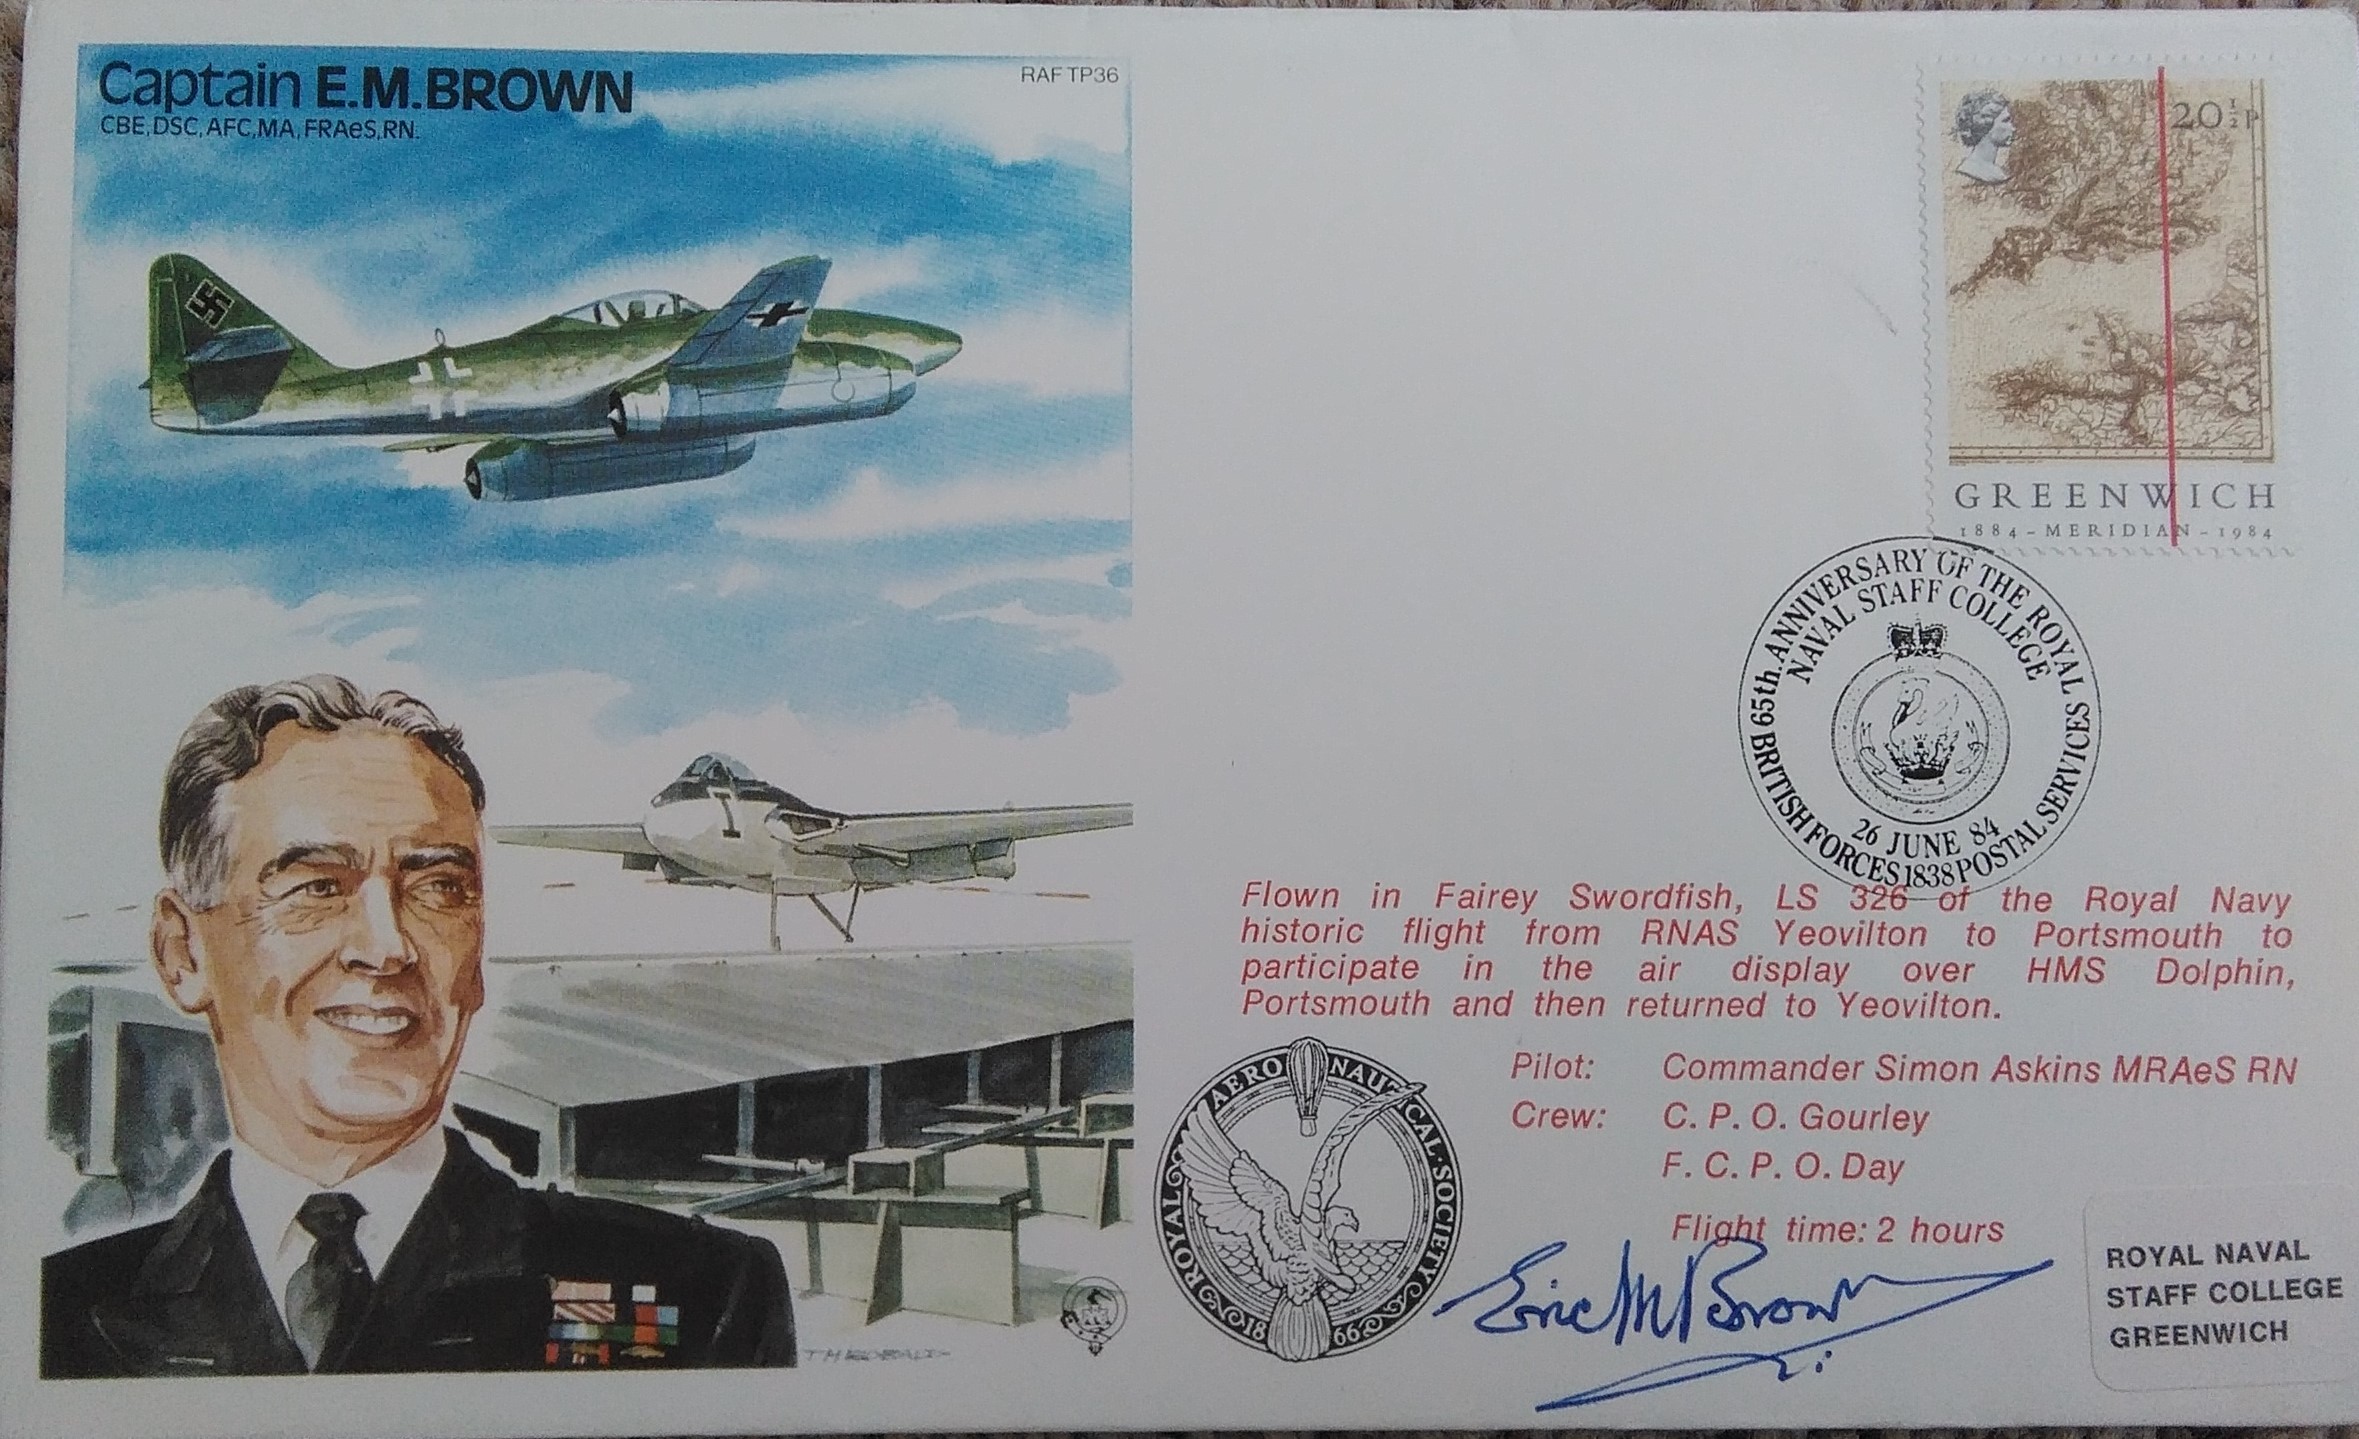 Captain E.M.BROWN
CBE,DSC,AFC,MA,FRAeS,RN.
RAF TP36
20½P
GREENWICH
1884-MERIDIAN-1984
65th. ANNIVERSARY OF THE ROYAL
NAVAL STAFF COLLEGE
26 JUNE 84
BRITISH FORCES 1838 POSTAL SERVICES
Flown in Fairey Swordfish, LS 326 of the Royal Navy
historic flight from RNAS Yeovilton to Portsmouth to
participate in the air display over HMS Dolphin,
Portsmouth and then returned to Yeovilton.
Pilot: Commander Simon Askins MRAeS RN
Crew: C. P. O. Gourley
F. C. P. O. Day
Flight time: 2 hours
ROYAL AERONAUTICAL SOCIETY
1866
Eric M Brown
ROYAL NAVAL
STAFF COLLEGE
GREENWICH
THEOBALD